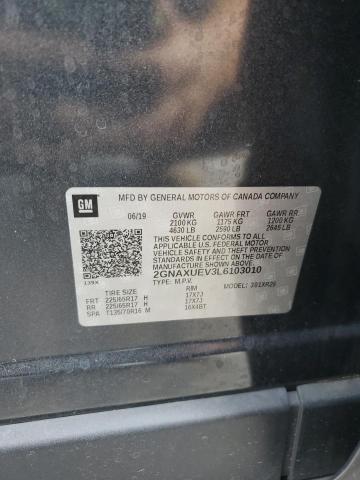 GM
MFD BY GENERAL MOTORS OF CANADA COMPANY
06/19 GVWR GAWR FRT GAWR RR
2100 KG 1175 KG 1200 KG
4630 LB 2590 LB 2645 LB
THIS VEHICLE CONFORMS TO ALL
APPLICABLE U.S. FEDERAL MOTOR
VEHICLE SAFETY, BUMPER, AND THEFT
PREVENTION STANDARDS IN EFFECT ON
THE DATE OF MANUFACTURE SHOWN ABOVE.
2GNAXUEV3L6103010
TYPE: M.P.V. MODEL: 391XR26
139X
TIRE SIZE RIM
FRT 225/65R17 H 17X7J
RR 225/65R17 H 17X7J
SPA T135/70R16 M 16X4BT